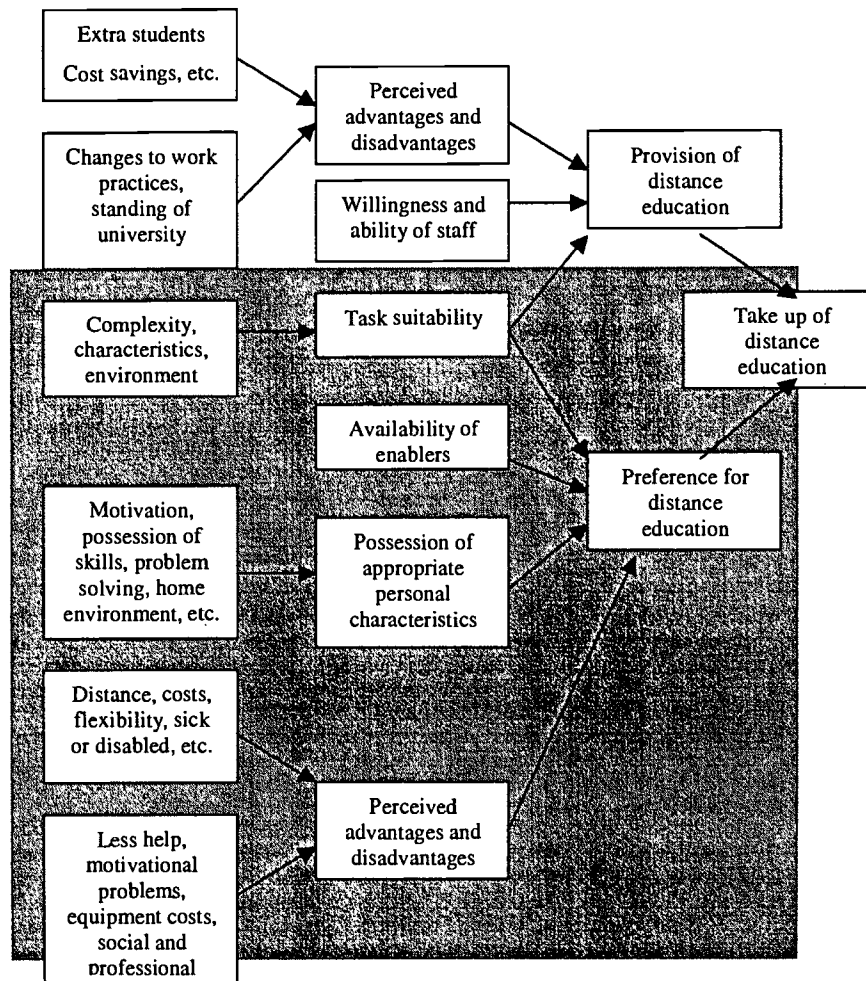 Extra students
Cost savings, etc.
Perceived
advantages and
disadvantages
Changes to work
practices,
standing of
university
Willingness and
ability of staff
Provision of
distance
education
Complexity,
characteristics,
environment
Task suitability
Take up of
distance
education
Availability of
enablers
Preference for
distance
education
Motivation,
possession of
skills, problem
solving, home
environment, etc.
Possession of
appropriate
personal
characteristics
Distance, costs,
flexibility, sick
or disabled, etc.
Perceived
advantages and
disadvantages
Less help,
motivational
problems,
equipment costs,
social and
professional